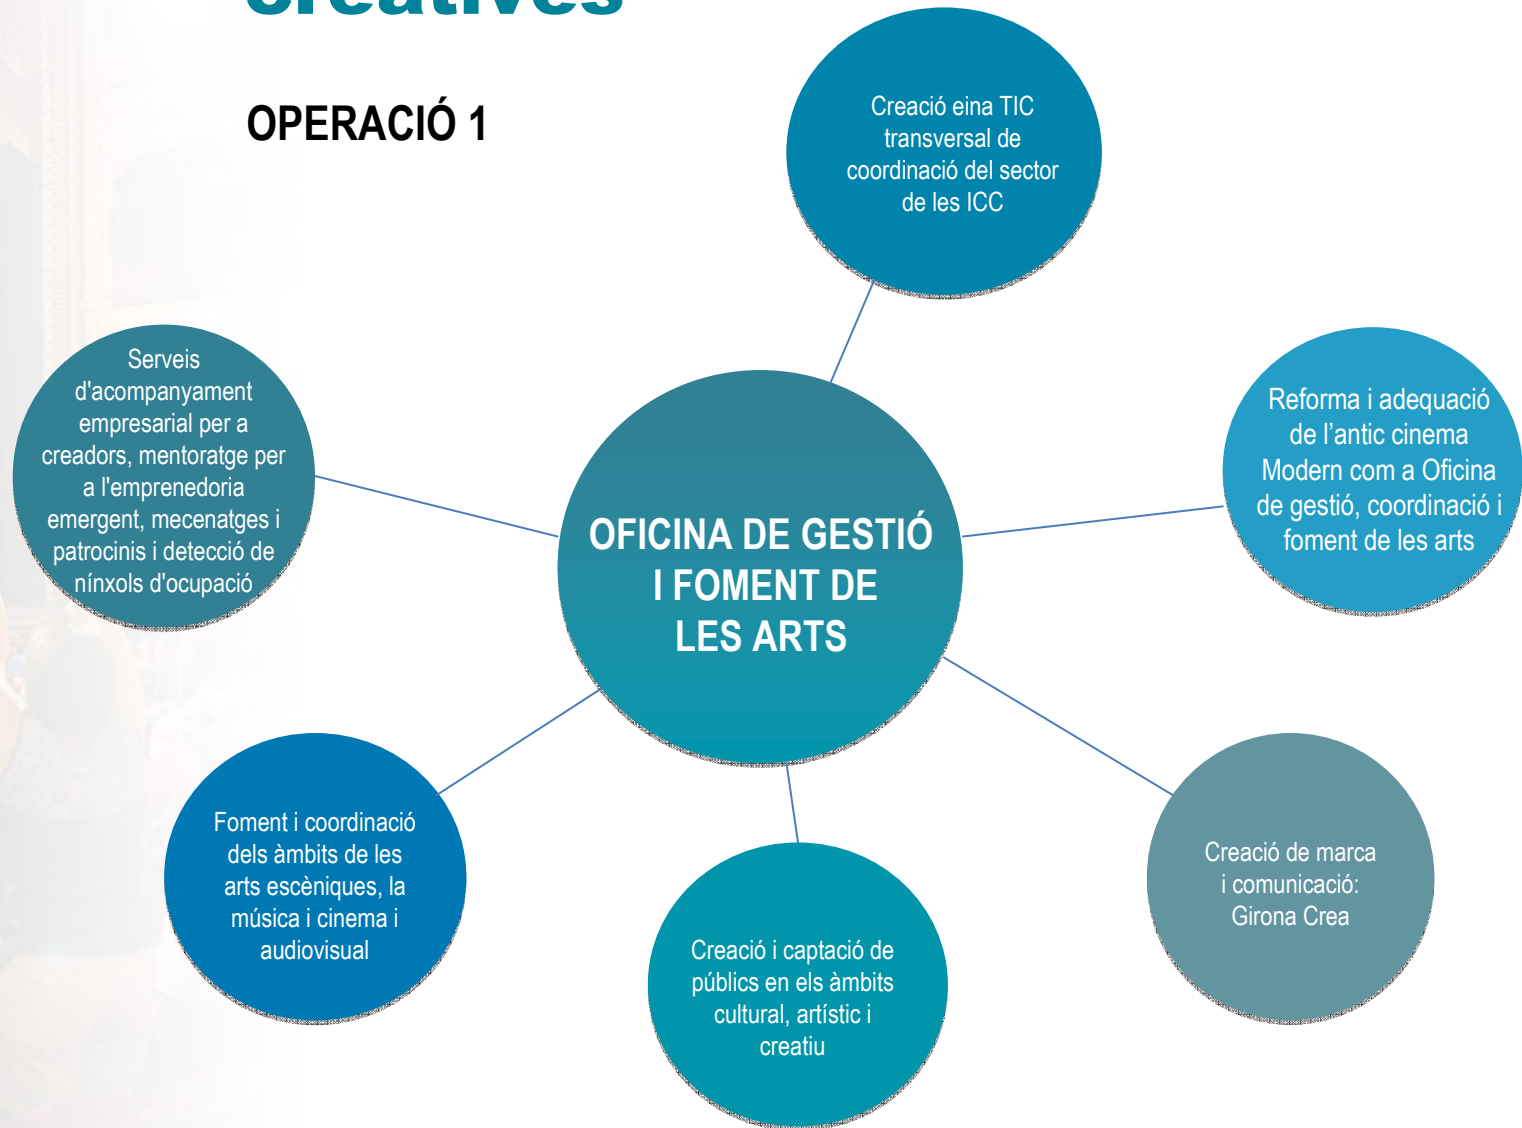 creatives
OPERACIÓ 1
Creació eina TIC
transversal de
coordinació del sector
de les ICC
Reforma i adequació
de l’antic cinema
Modern com a Oficina
de gestió, coordinació i
foment de les arts
Serveis
d'acompanyament
empresarial per a
creadors, mentoratge per
a l'emprenedoria
emergent, mecenatges i
patrocinis i detecció de
nínxols d'ocupació
OFICINA DE GESTIÓ
I FOMENT DE
LES ARTS
Foment i coordinació
dels àmbits de les
arts escèniques, la
música i cinema i
audiovisual
Creació i captació de
públics en els àmbits
cultural, artístic i
creatiu
Creació de marca
i comunicació:
Girona Crea